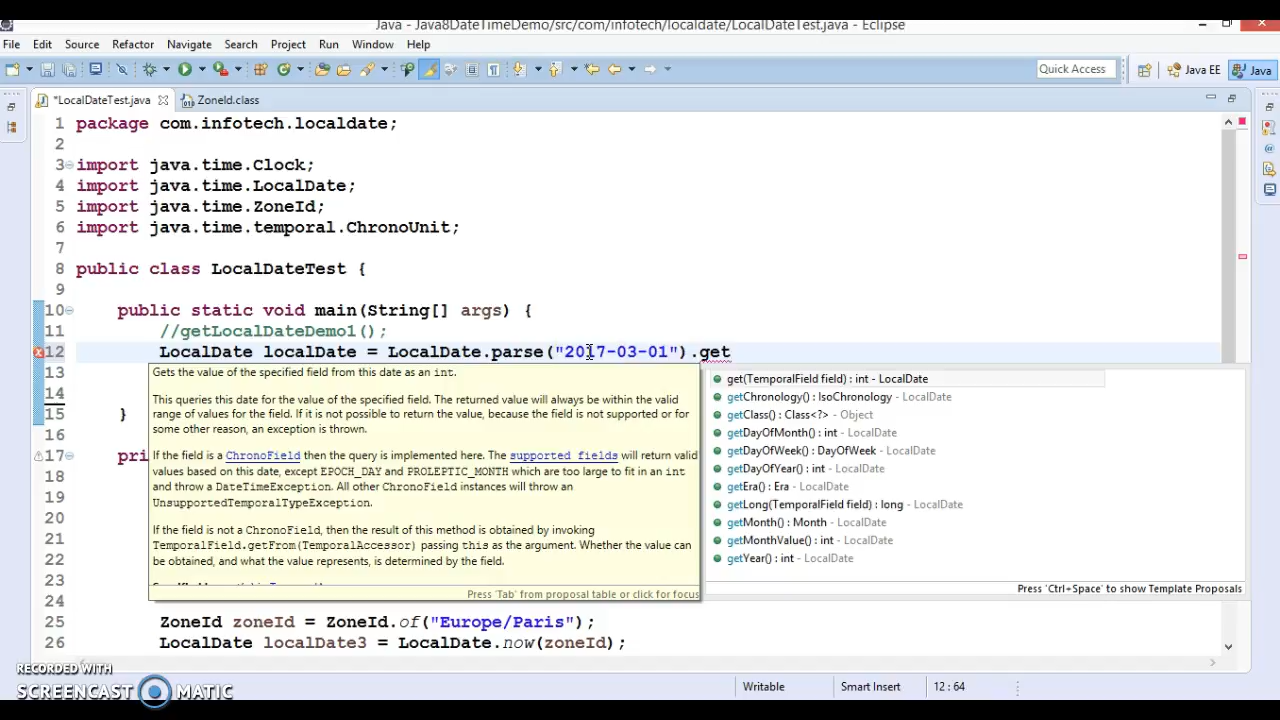 Java - Java8DateTimeDemo/src/com/infotech/localdate/LocalDateTest.java - Eclipse
File Edit Source Refactor Navigate Search Project Run Window Help
Quick Access Java EE Java
*LocalDateTest.java ZoneId.class
1 package com.infotech.localdate;
2
3 import java.time.Clock;
4 import java.time.LocalDate;
5 import java.time.ZoneId;
6 import java.time.temporal.ChronoUnit;
7
8 public class LocalDateTest {
9
10 public static void main(String[] args) {
11 //getLocalDateDemo1();
12 LocalDate localDate = LocalDate.parse("2017-03-01").get
13
14
15 }
16
17 pri
18
19
20
21
22
23
24
25 ZoneId zoneId = ZoneId.of("Europe/Paris");
26 LocalDate localDate3 = LocalDate.now(zoneId);
Gets the value of the specified field from this date as an int.
This queries this date for the value of the specified field. The returned value will always be within the valid
range of values for the field. If it is not possible to return the value, because the field is not supported or for
some other reason, an exception is thrown.
If the field is a ChronoField then the query is implemented here. The supported fields will return valid
values based on this date, except EPOCH_DAY and PROLEPTIC_MONTH which are too large to fit in an int
and throw a DateTimeException. All other ChronoField instances will throw an
UnsupportedTemporalTypeException.
If the field is not a ChronoField, then the result of this method is obtained by invoking
TemporalField.getFrom(TemporalAccessor) passing this as the argument. Whether the value can
be obtained, and what the value represents, is determined by the field.
Press 'Tab' from proposal table or click for focus
get(TemporalField field) : int - LocalDate
getChronology() : IsoChronology - LocalDate
getClass() : Class<?> - Object
getDayOfMonth() : int - LocalDate
getDayOfWeek() : DayOfWeek - LocalDate
getDayOfYear() : int - LocalDate
getEra() : Era - LocalDate
getLong(TemporalField field) : long - LocalDate
getMonth() : Month - LocalDate
getMonthValue() : int - LocalDate
getYear() : int - LocalDate
Press 'Ctrl+Space' to show Template Proposals
Writable Smart Insert 12 : 64
RECORDED WITH
SCREENCAST MATIC